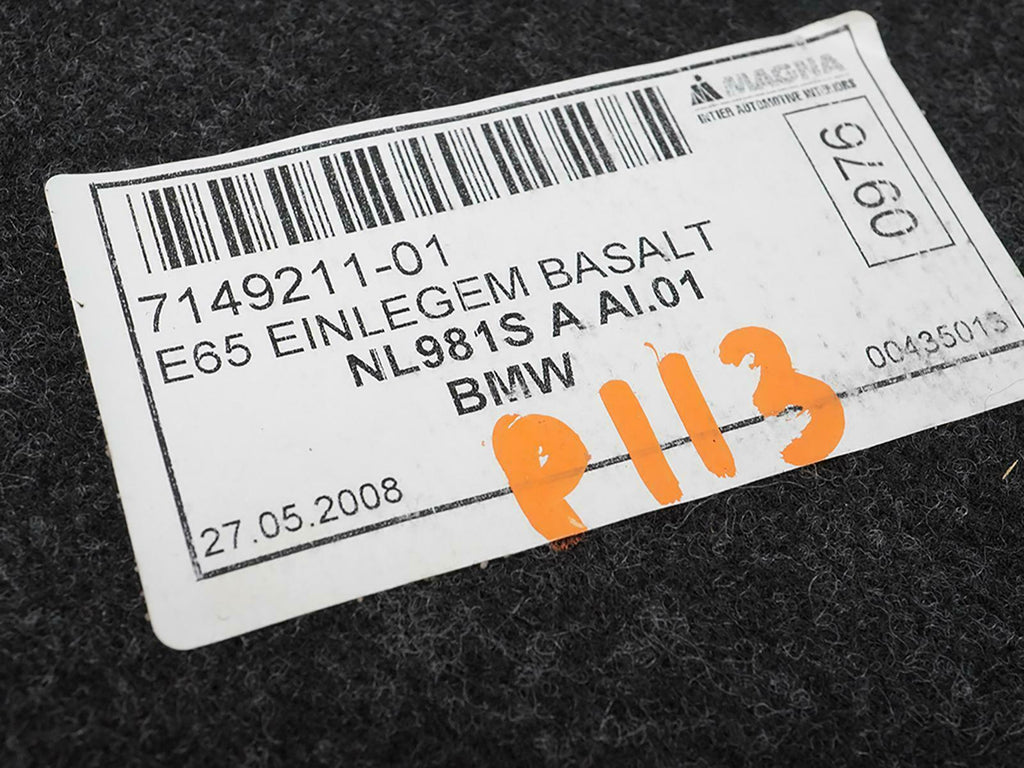 MAGNA
INTIER AUTOMOTIVE INTERIORS
0976
7149211-01
E65 EINLEGEM BASALT
NL981S A AI.01
BMW
00435013
P113
27.05.2008